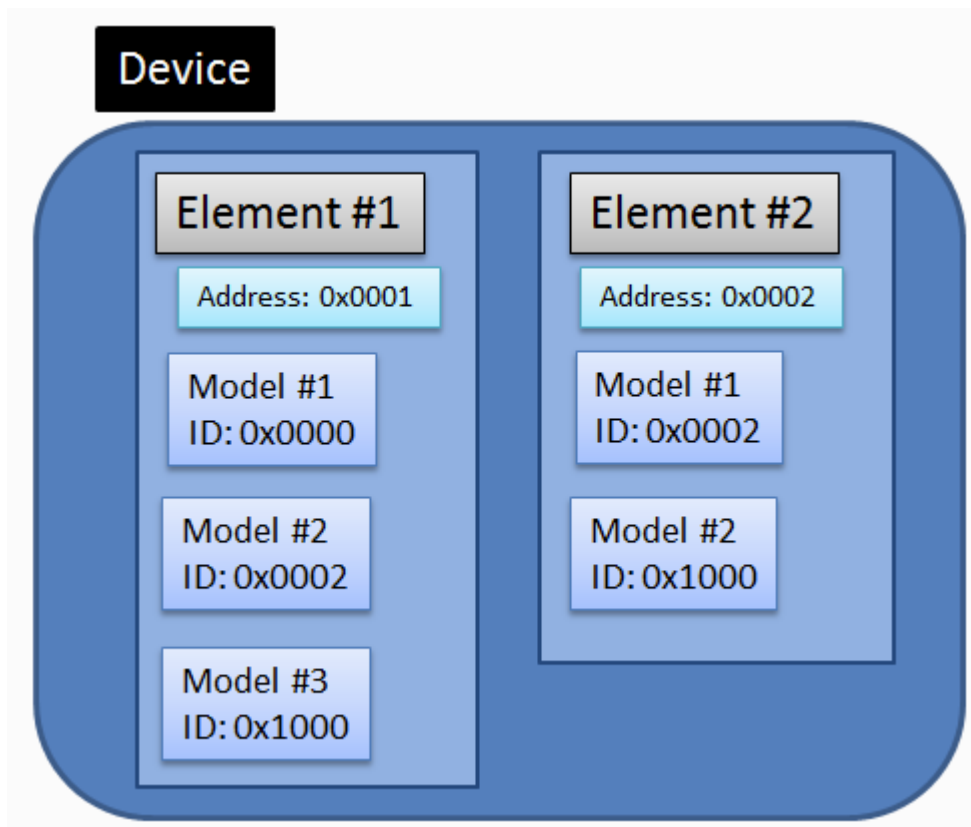 Device
Element #1
Address: 0x0001
Model #1
ID: 0x0000
Model #2
ID: 0x0002
Model #3
ID: 0x1000
Element #2
Address: 0x0002
Model #1
ID: 0x0002
Model #2
ID: 0x1000